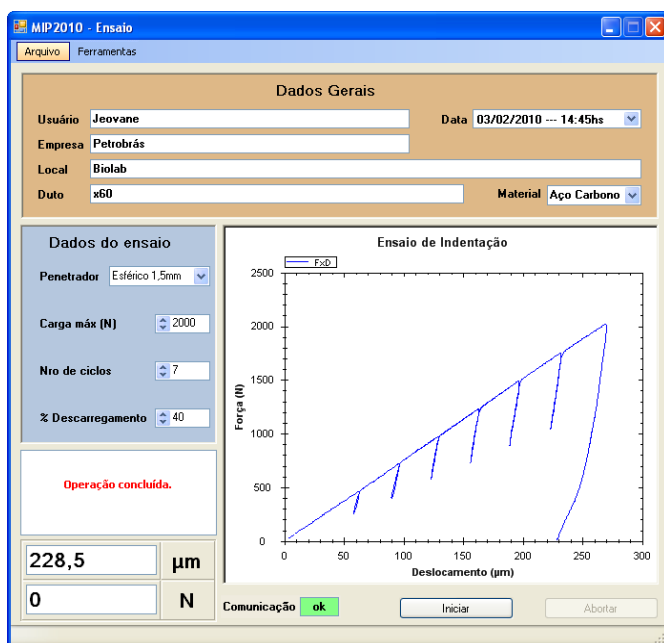 MIP2010 - Ensaio
Arquivo Ferramentas
Dados Gerais
Usuário Jeovane Data 03/02/2010 --- 14:45hs
Empresa Petrobrás
Local Biolab
Duto x60 Material Aço Carbono
Dados do ensaio
Penetrador Esférico 1,5mm
Carga máx (N) 2000
Nro de ciclos 7
% Descarregamento 40
Operação concluída.
228,5 µm
0 N
Ensaio de Indentação
FxD
2500
2000
1500
1000
500
0
Força (N)
0 50 100 150 200 250 300
Deslocamento (µm)
Comunicação ok Iniciar Abortar